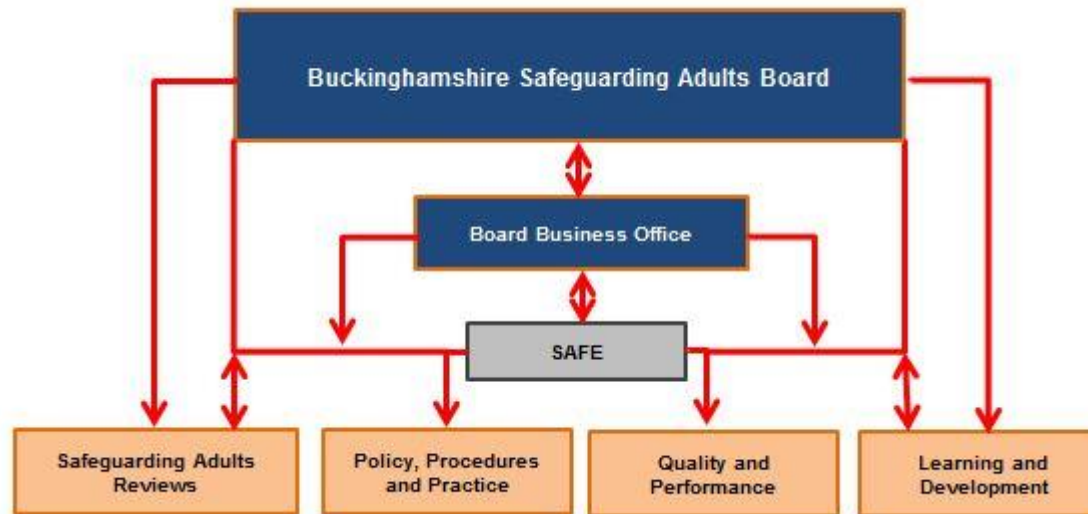 Buckinghamshire Safeguarding Adults Board
Board Business Office
SAFE
Safeguarding Adults
Reviews
Policy, Procedures
and Practice
Quality and
Performance
Learning and
Development